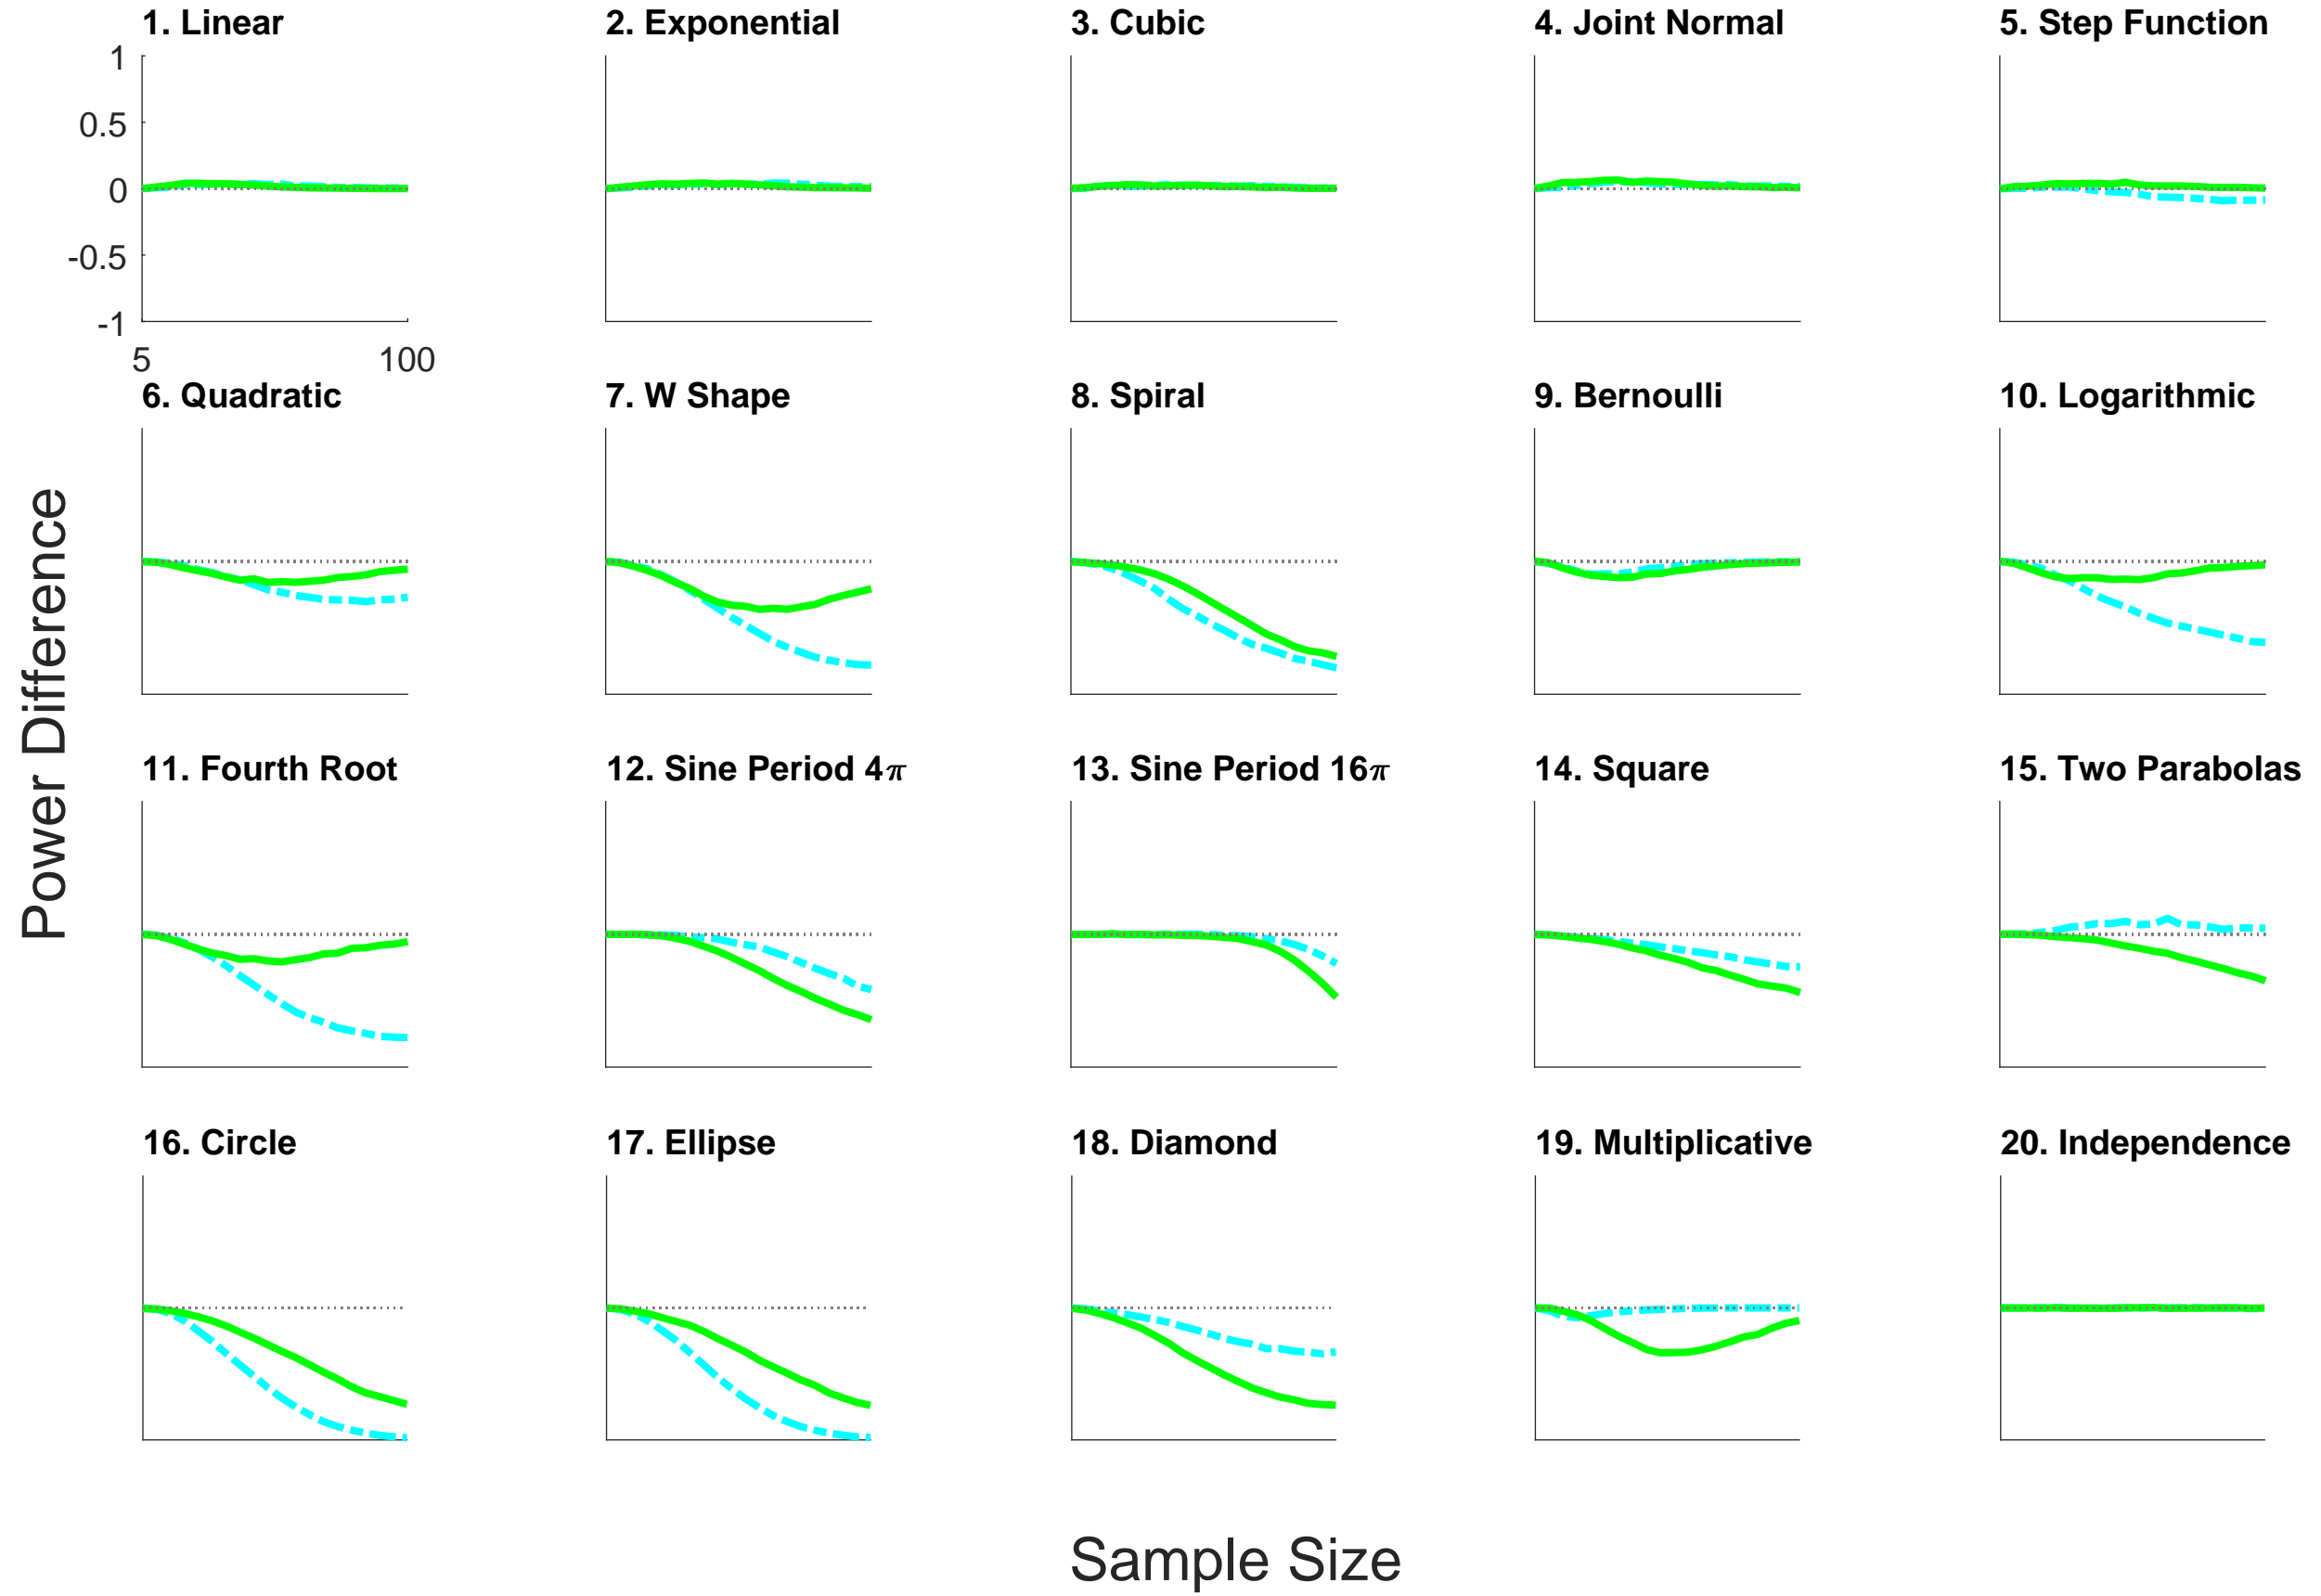 1. Linear
2. Exponential
3. Cubic
4. Joint Normal
5. Step Function
1
0.5
0
-0.5
-1
5
100
6. Quadratic
7. W Shape
8. Spiral
9. Bernoulli
10. Logarithmic
Power Difference
11. Fourth Root
12. Sine Period 4π
13. Sine Period 16π
14. Square
15. Two Parabolas
16. Circle
17. Ellipse
18. Diamond
19. Multiplicative
20. Independence
Sample Size